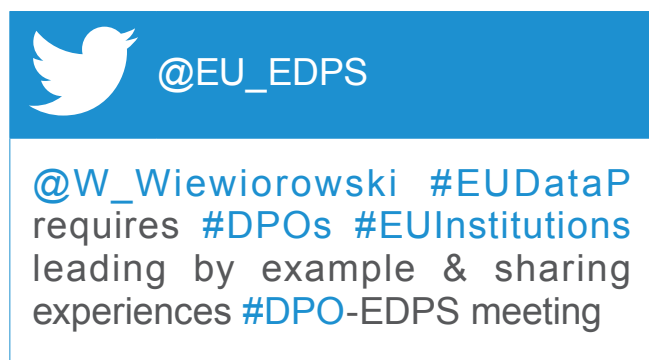 @EU_EDPS
@W_Wiewiorowski #EUDataP
requires #DPOs #EUInstitutions
leading by example & sharing
experiences #DPO-EDPS meeting